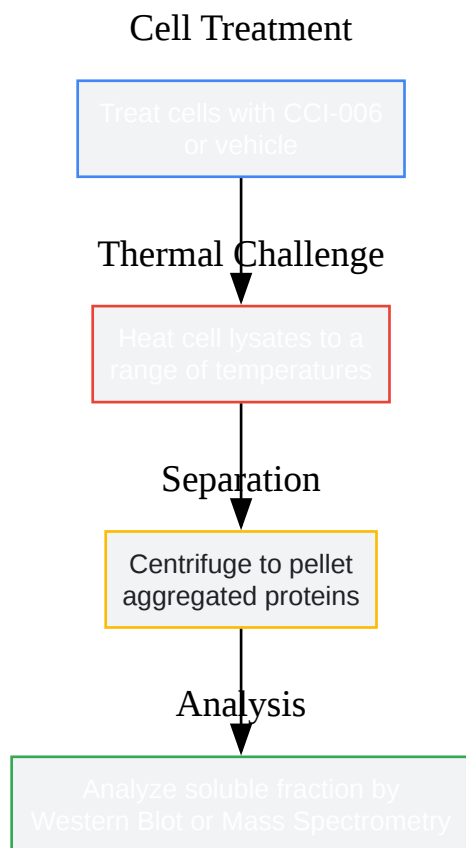 Cell Treatment
Treat cells with CCI-006
or vehicle
Thermal Challenge
Heat cell lysates to a
range of temperatures
Separation
Centrifuge to pellet
aggregated proteins
Analysis
Analyze soluble fraction by
Western Blot or Mass Spectrometry